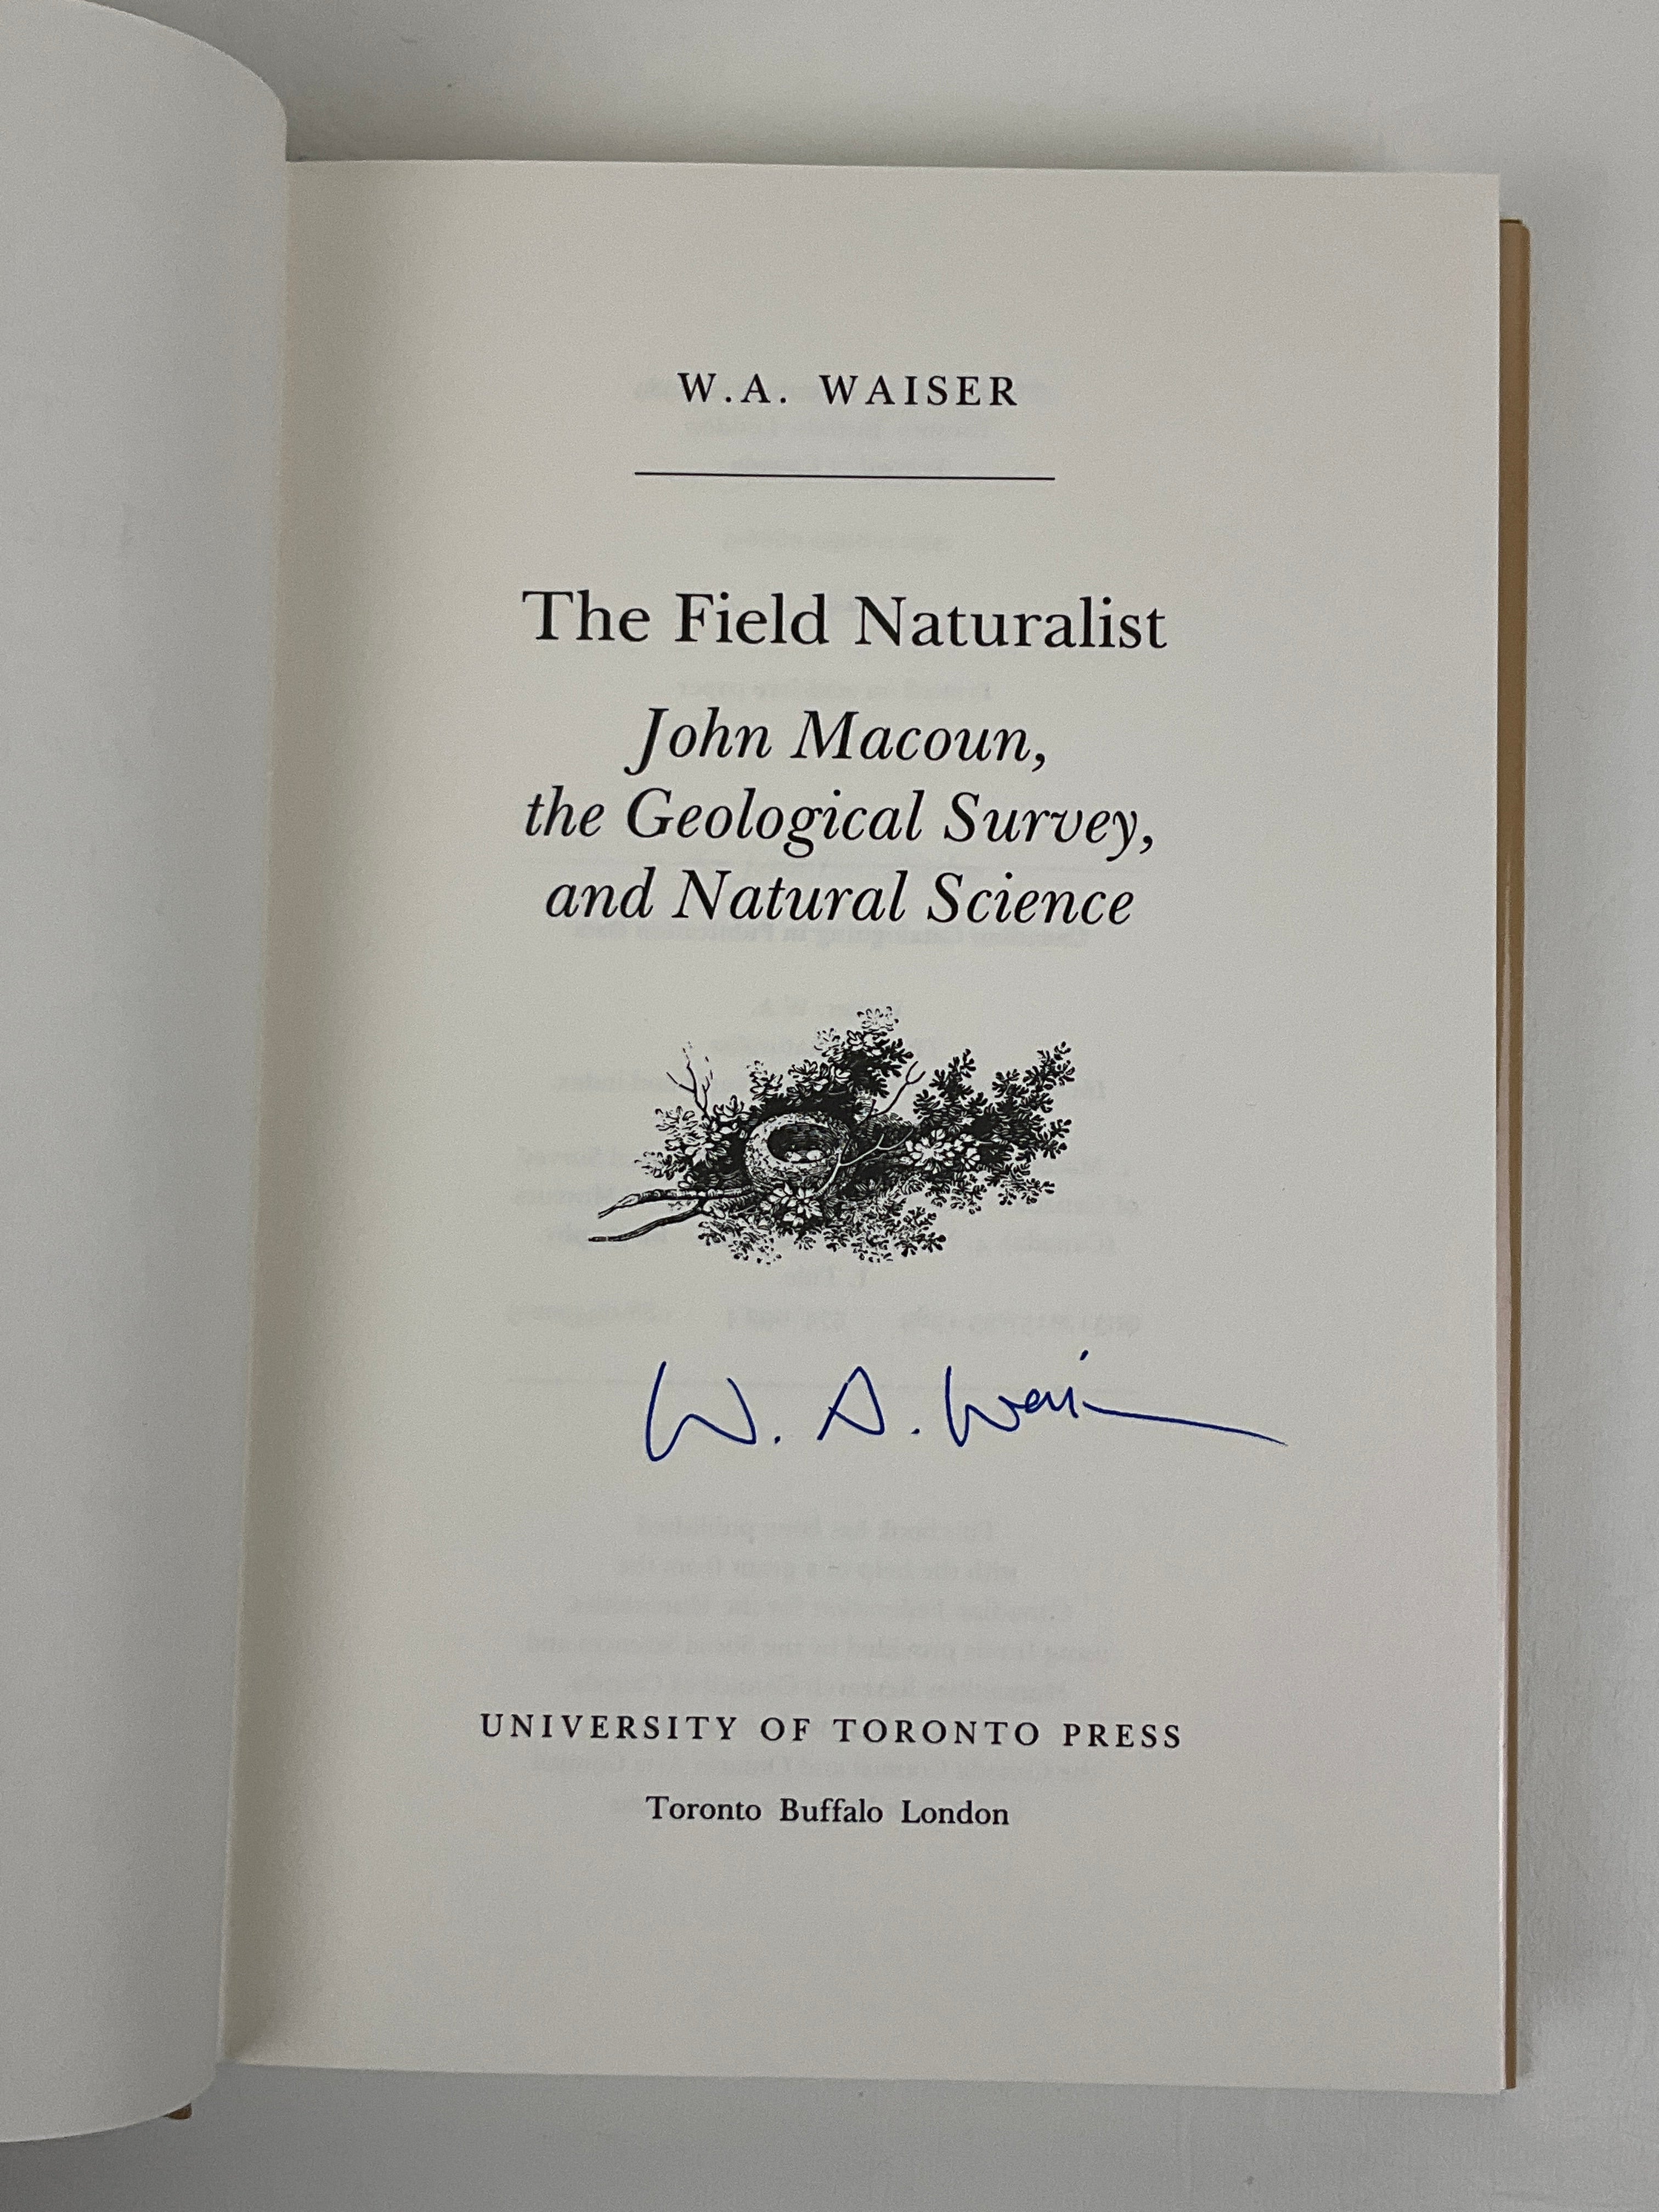 W.A. WAISER
The Field Naturalist
John Macoun,
the Geological Survey,
and Natural Science
W. A. Wai
UNIVERSITY OF TORONTO PRESS
Toronto Buffalo London